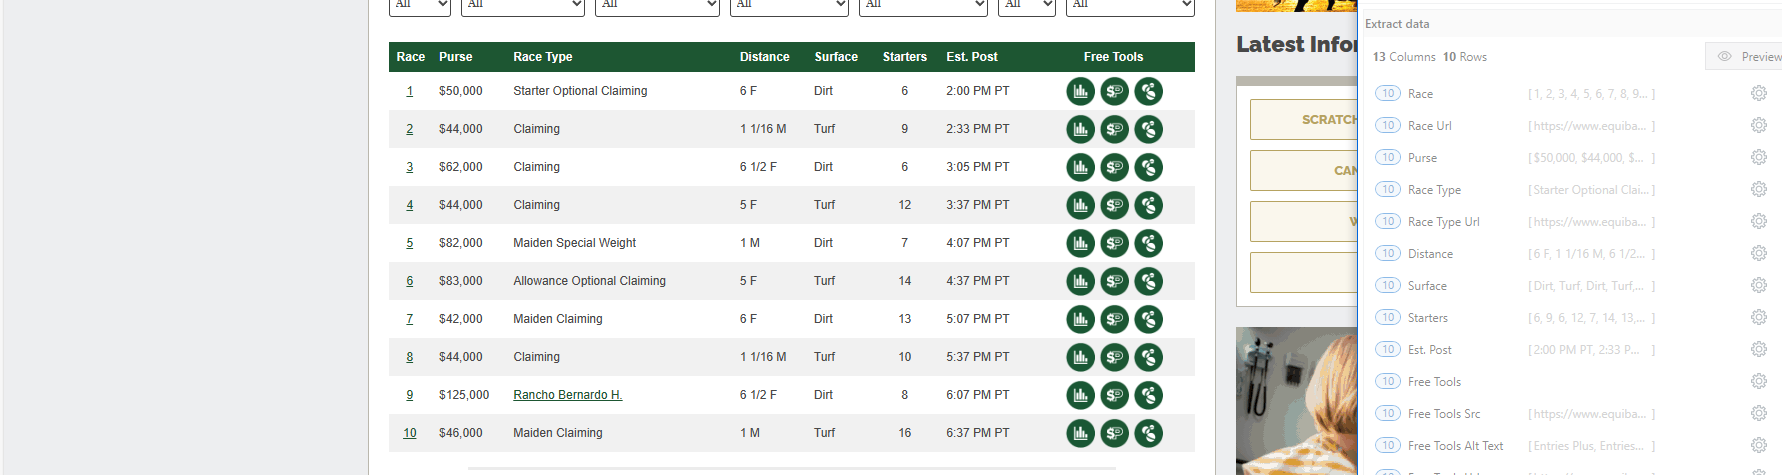 All All All All All All All
Race Purse Race Type Distance Surface Starters Est. Post Free Tools
1 $50,000 Starter Optional Claiming 6 F Dirt 6 2:00 PM PT
2 $44,000 Claiming 1 1/16 M Turf 9 2:33 PM PT
3 $62,000 Claiming 6 1/2 F Dirt 6 3:05 PM PT
4 $44,000 Claiming 5 F Turf 12 3:37 PM PT
5 $82,000 Maiden Special Weight 1 M Dirt 7 4:07 PM PT
6 $83,000 Allowance Optional Claiming 5 F Turf 14 4:37 PM PT
7 $42,000 Maiden Claiming 6 F Dirt 13 5:07 PM PT
8 $44,000 Claiming 1 1/16 M Turf 10 5:37 PM PT
9 $125,000 Rancho Bernardo H. 6 1/2 F Dirt 8 6:07 PM PT
10 $46,000 Maiden Claiming 1 M Turf 16 6:37 PM PT
Latest Infor
SCRATCH
CAN
Extract data
13 Columns 10 Rows
Preview
10 Race [ 1, 2, 3, 4, 5, 6, 7, 8, 9... ]
10 Race Url [ https://www.equiba... ]
10 Purse [ $50,000, $44,000, $... ]
10 Race Type [ Starter Optional Clai... ]
10 Race Type Url [ https://www.equiba... ]
10 Distance [ 6 F, 1 1/16 M, 6 1/2... ]
10 Surface [ Dirt, Turf, Dirt, Turf,... ]
10 Starters [ 6, 9, 6, 12, 7, 14, 13,... ]
10 Est. Post [ 2:00 PM PT, 2:33 P... ]
10 Free Tools
10 Free Tools Src [ https://www.equiba... ]
10 Free Tools Alt Text [ Entries Plus, Entries... ]